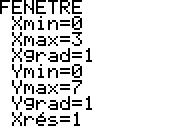 FENETRE
Xmin=0
Xmax=3
Xgrad=1
Ymin=0
Ymax=7
Ygrad=1
Xrés=1